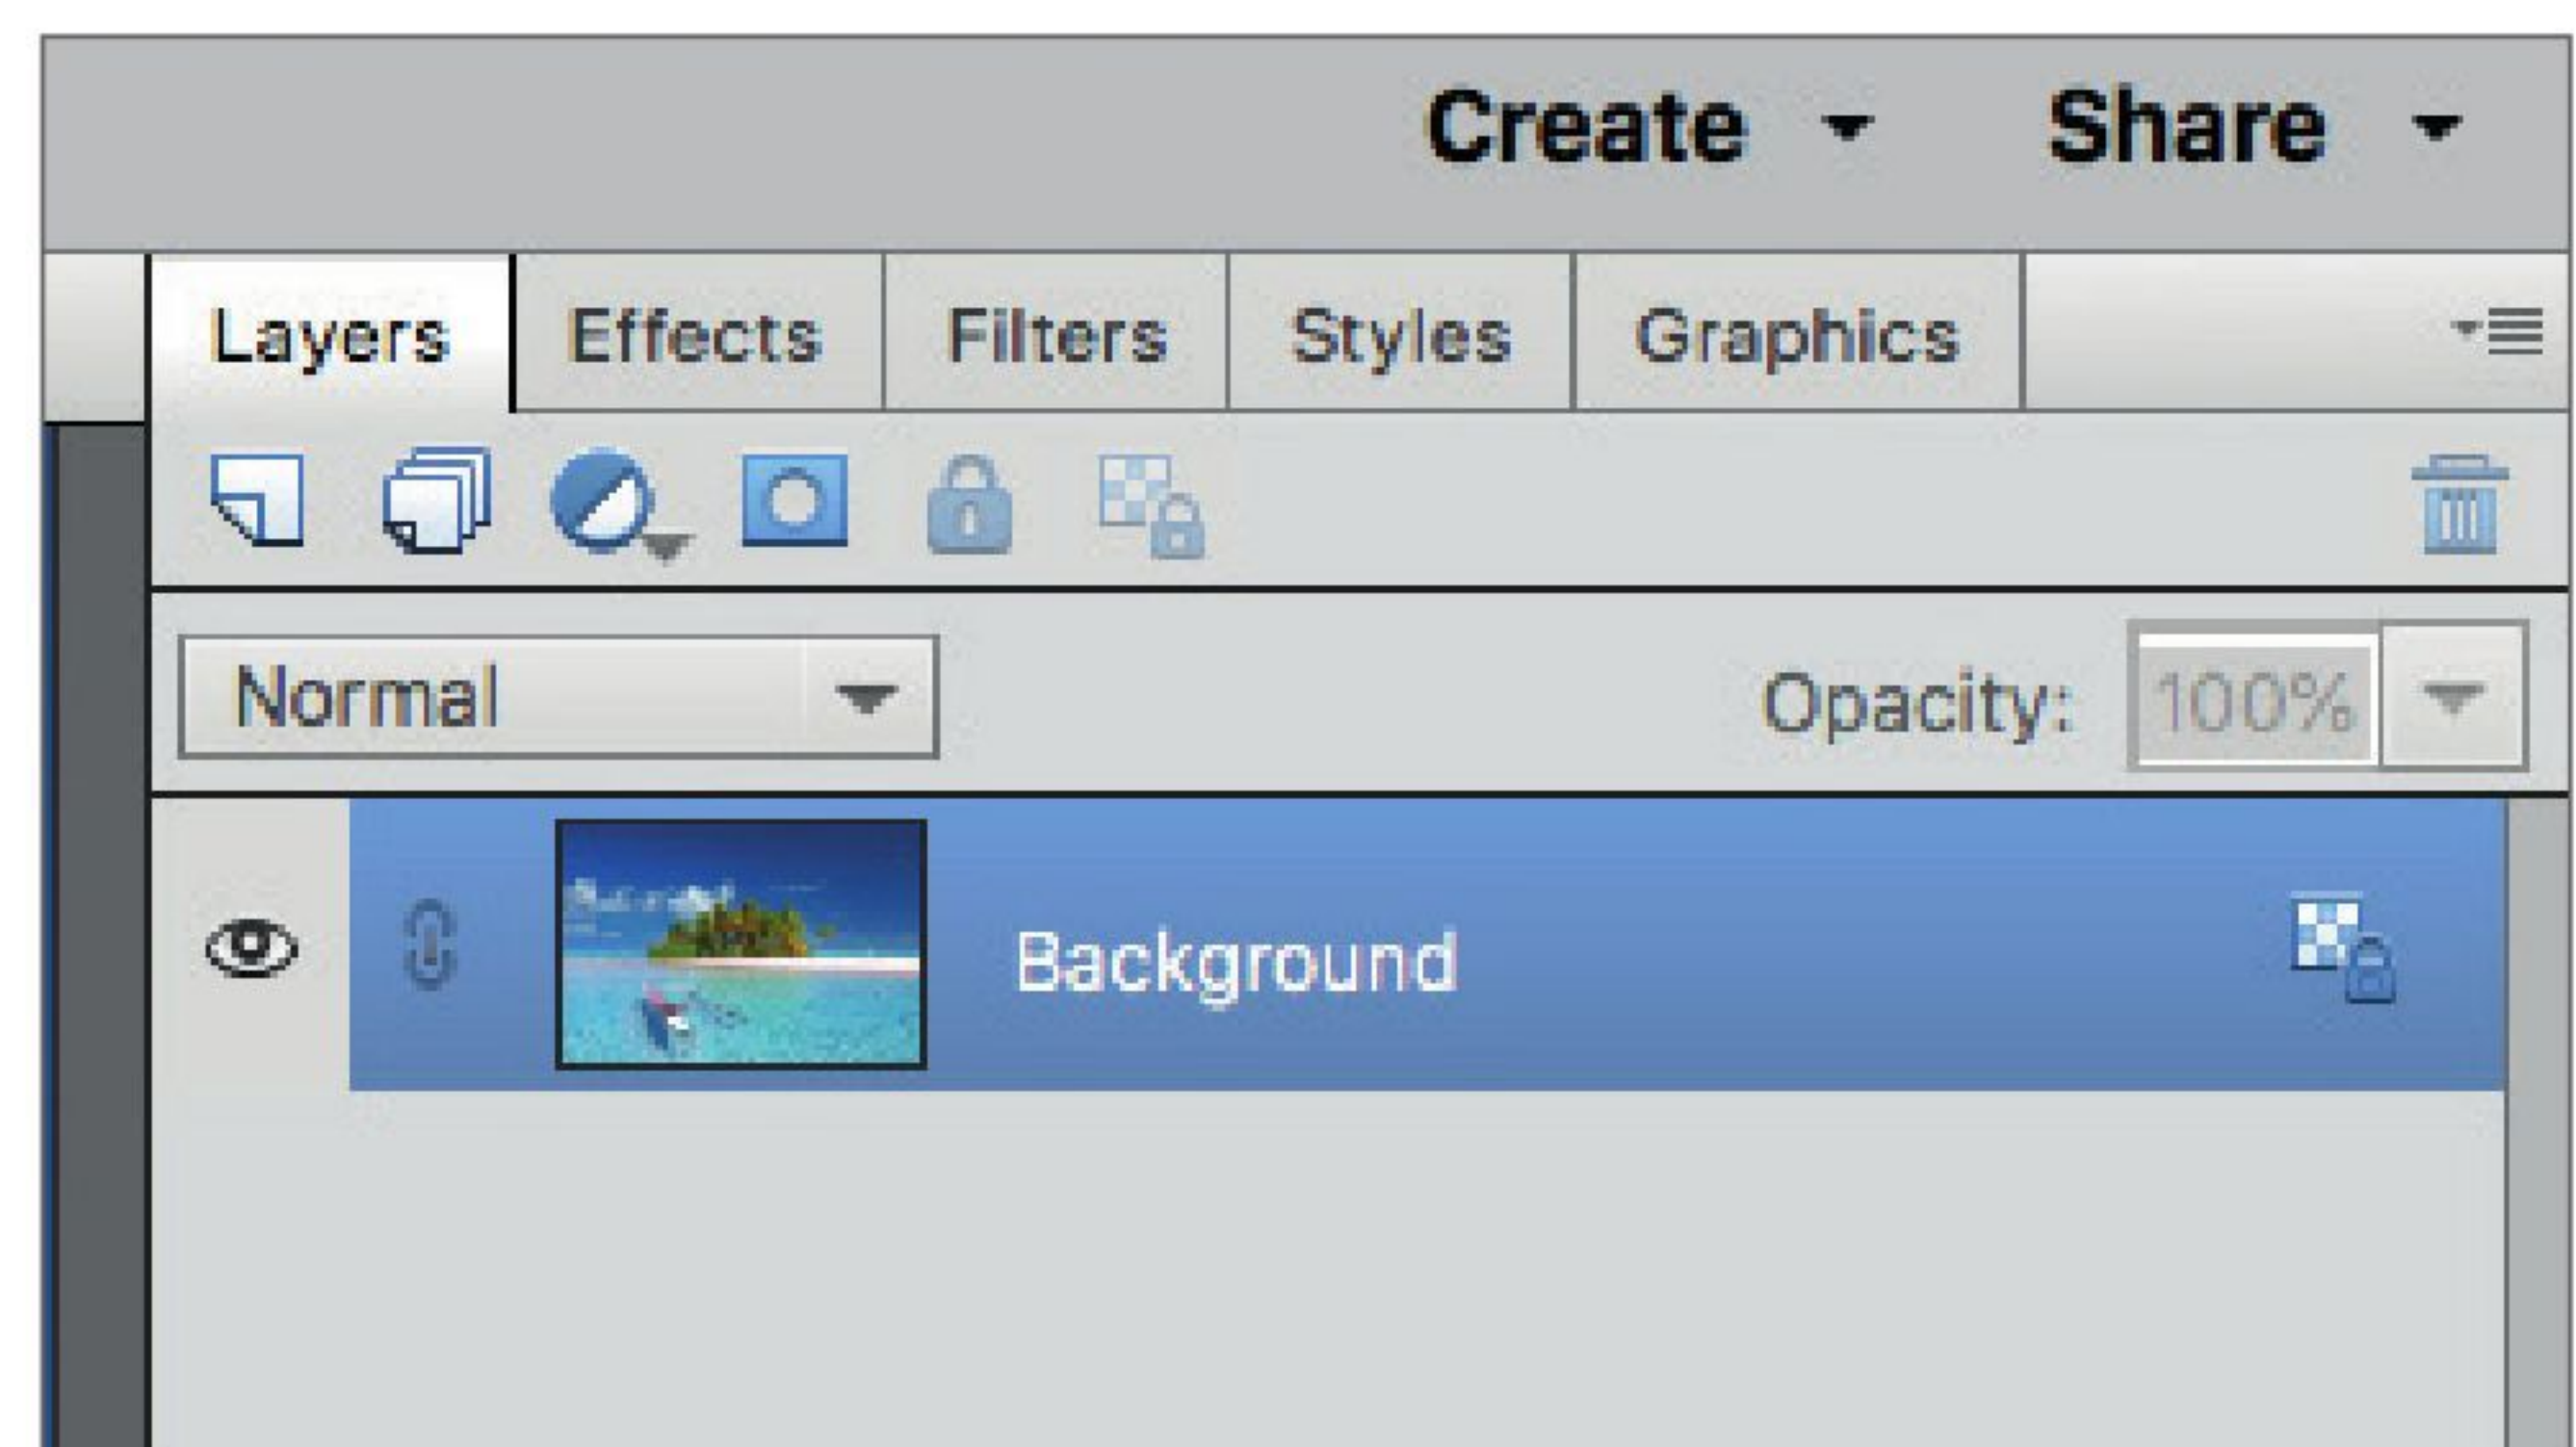 Create Share
Layers Effects Filters Styles Graphics
Normal Opacity: 100%
Background